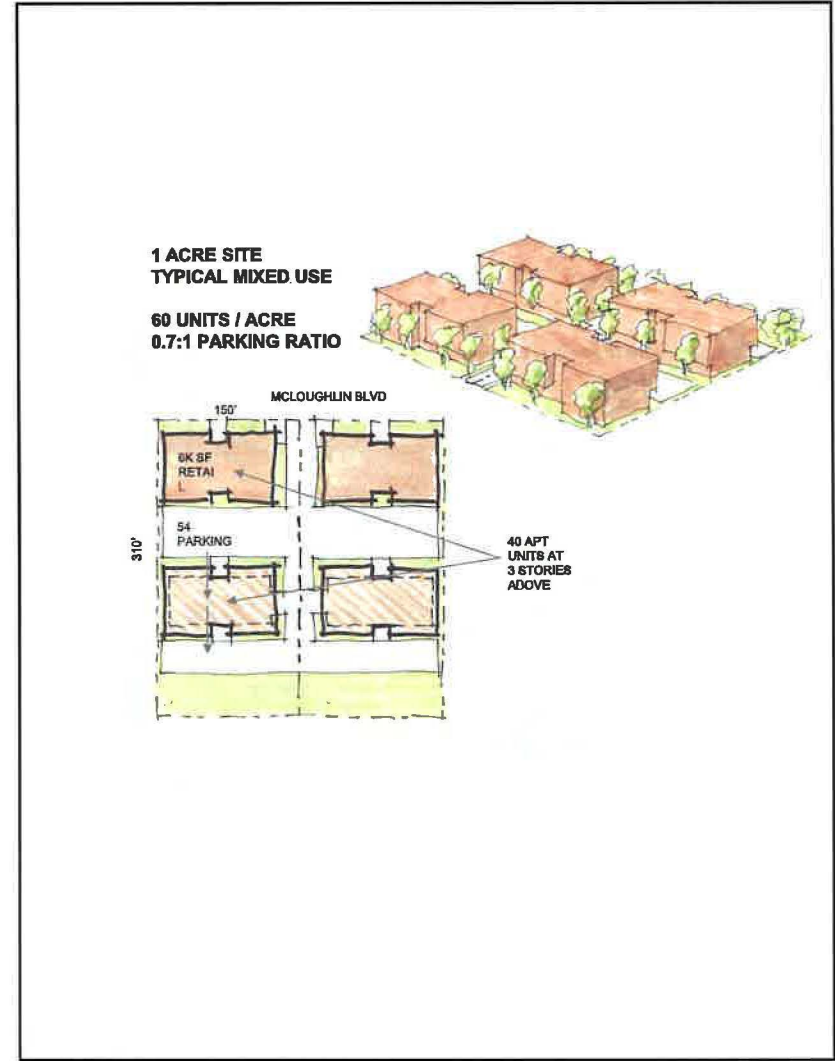 1 ACRE SITE
TYPICAL MIXED USE
60 UNITS / ACRE
0.7:1 PARKING RATIO
MCLOUGHLIN BLVD
150'
6K SF
RETAI
L
54
PARKING
310'
40 APT
UNITS AT
3 STORIES
ABOVE